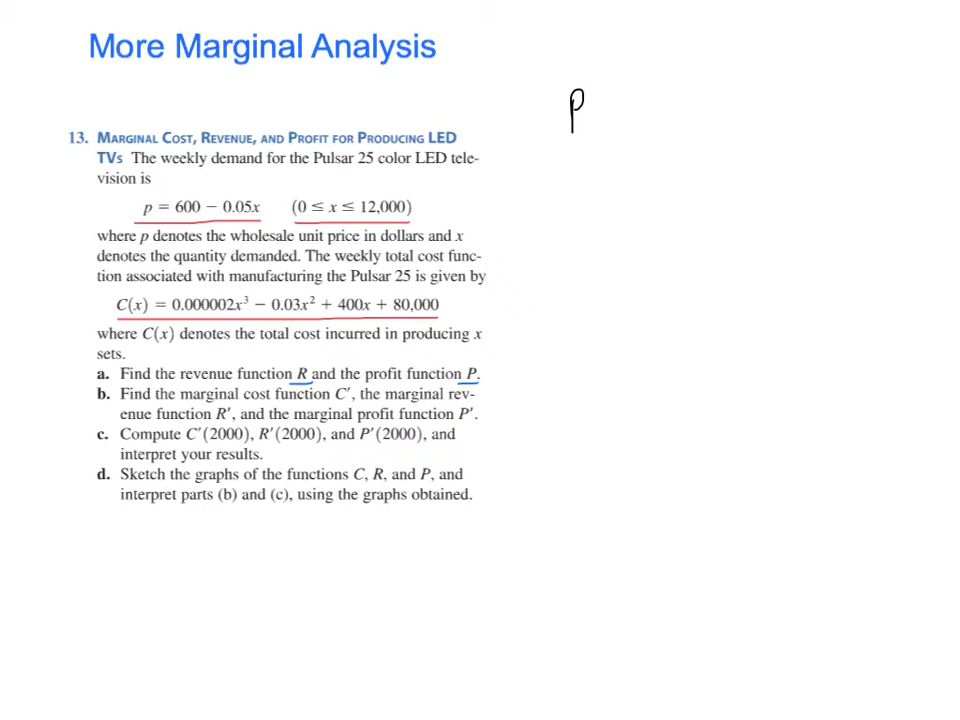 More Marginal Analysis
P
13. MARGINAL COST, REVENUE, AND PROFIT FOR PRODUCING LED
TVS The weekly demand for the Pulsar 25 color LED tele-
vision is
p = 600 − 0.05x (0 ≤ x ≤ 12,000)
where p denotes the wholesale unit price in dollars and x
denotes the quantity demanded. The weekly total cost func-
tion associated with manufacturing the Pulsar 25 is given by
C(x) = 0.000002x³ − 0.03x² + 400x + 80,000
where C(x) denotes the total cost incurred in producing x
sets.
a. Find the revenue function R and the profit function P.
b. Find the marginal cost function C′, the marginal rev-
enue function R′, and the marginal profit function P′.
c. Compute C′(2000), R′(2000), and P′(2000), and
interpret your results.
d. Sketch the graphs of the functions C, R, and P, and
interpret parts (b) and (c), using the graphs obtained.